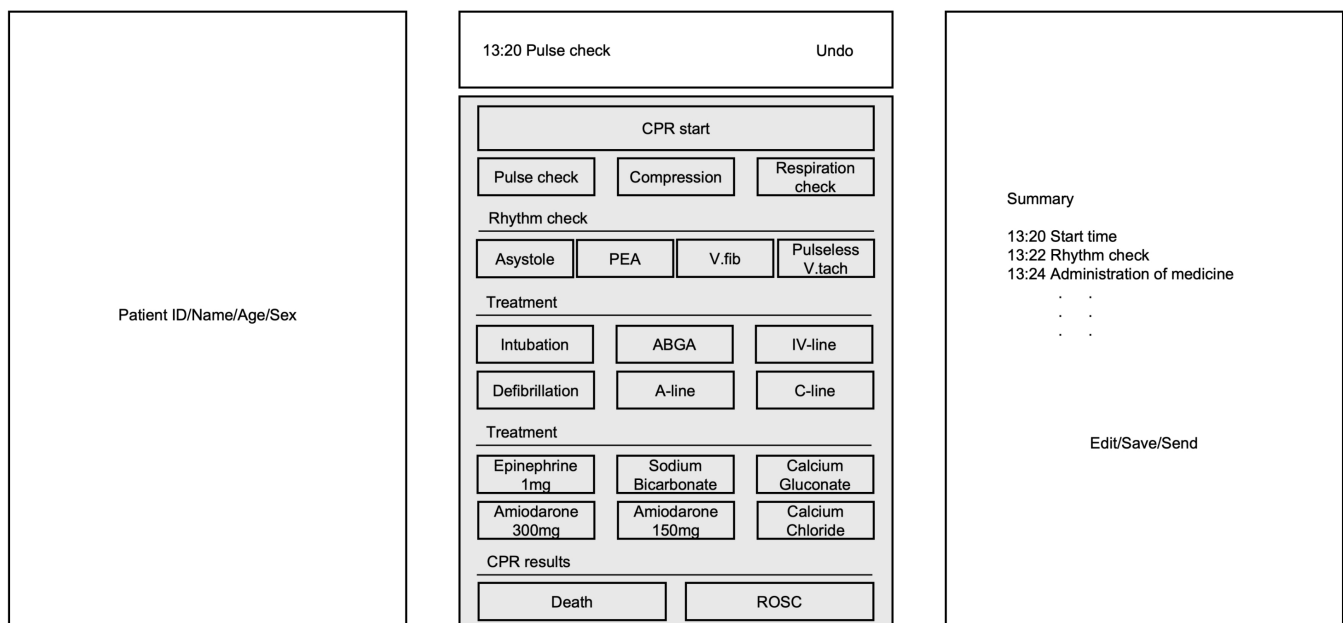 Patient ID/Name/Age/Sex
13:20 Pulse check
Undo
CPR start
Pulse check
Compression
Respiration
check
Rhythm check
Asystole
PEA
V.fib
Pulseless
V.tach
Treatment
Intubation
ABGA
IV-line
Defibrillation
A-line
C-line
Treatment
Epinephrine
1mg
Sodium
Bicarbonate
Calcium
Gluconate
Amiodarone
300mg
Amiodarone
150mg
Calcium
Chloride
CPR results
Death
ROSC
Summary
13:20 Start time
13:22 Rhythm check
13:24 Administration of medicine
. .
. .
. .
Edit/Save/Send